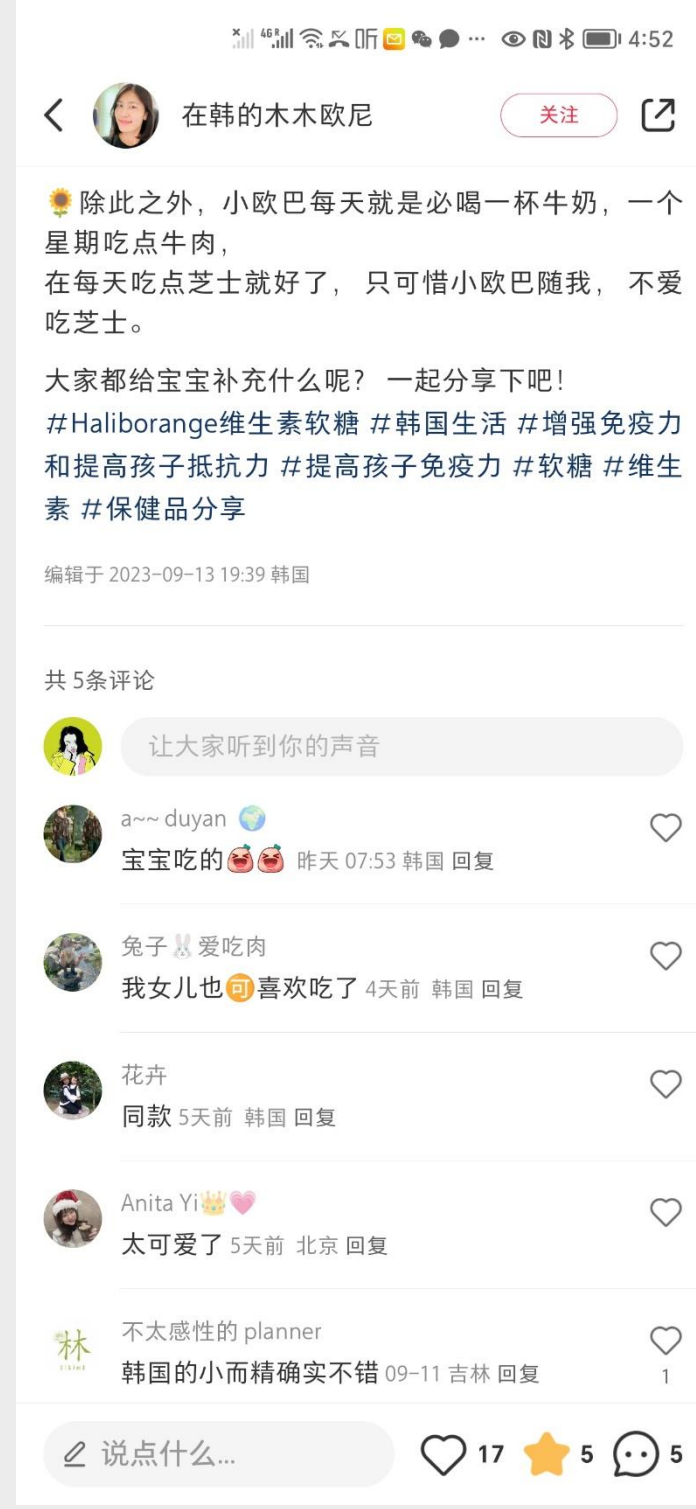 听 4:52
在韩的木木欧尼 关注
🌻除此之外，小欧巴每天就是必喝一杯牛奶，一个
星期吃点牛肉，
在每天吃点芝士就好了， 只可惜小欧巴随我， 不爱
吃芝士。
大家都给宝宝补充什么呢？ 一起分享下吧！
#Haliborange维生素软糖 #韩国生活 #增强免疫力
和提高孩子抵抗力 #提高孩子免疫力 #软糖 #维生
素 #保健品分享
编辑于 2023-09-13 19:39 韩国
共 5条评论
让大家听到你的声音
a~~ duyan 🌍
宝宝吃的 昨天 07:53 韩国 回复
兔子🐰爱吃肉
我女儿也🉑喜欢吃了 4天前 韩国 回复
花卉
同款 5天前 韩国 回复
Anita Yi👑💗
太可爱了 5天前 北京 回复
林
不太感性的 planner
韩国的小而精确实不错 09-11 吉林 回复
1
说点什么... 17 5 5